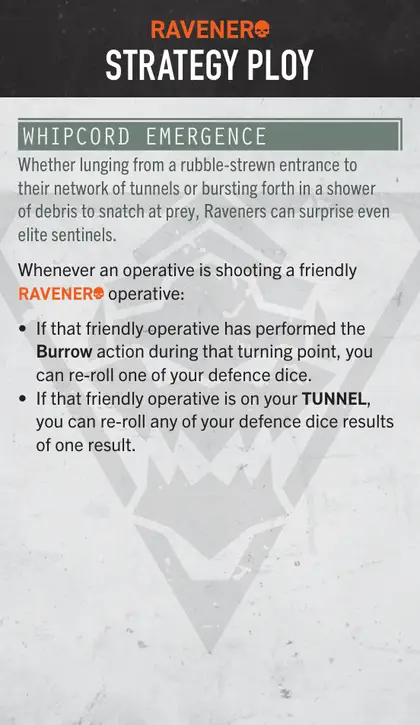 RAVENER
STRATEGY PLOY
WHIPCORD EMERGENCE
Whether lunging from a rubble-strewn entrance to
their network of tunnels or bursting forth in a shower
of debris to snatch at prey, Raveners can surprise even
elite sentinels.
Whenever an operative is shooting a friendly
RAVENER operative:
• If that friendly operative has performed the
Burrow action during that turning point, you
can re-roll one of your defence dice.
• If that friendly operative is on your TUNNEL,
you can re-roll any of your defence dice results
of one result.